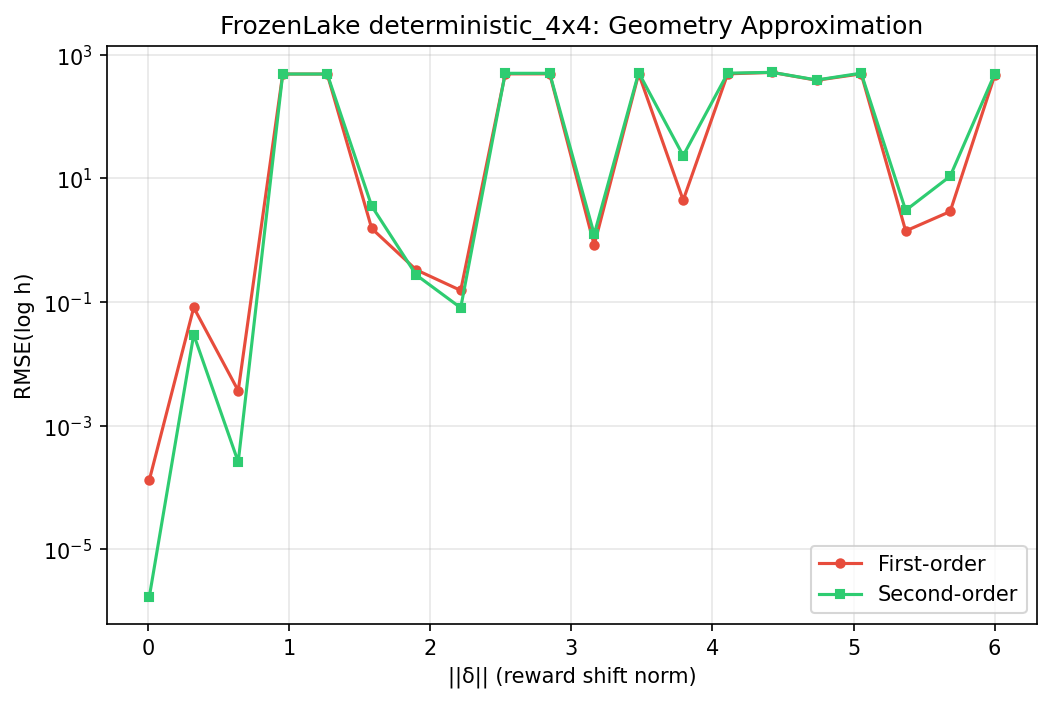 FrozenLake deterministic_4x4: Geometry Approximation
RMSE(log h)
10³
10¹
10⁻¹
10⁻³
10⁻⁵
0 1 2 3 4 5 6
||δ|| (reward shift norm)
First-order
Second-order